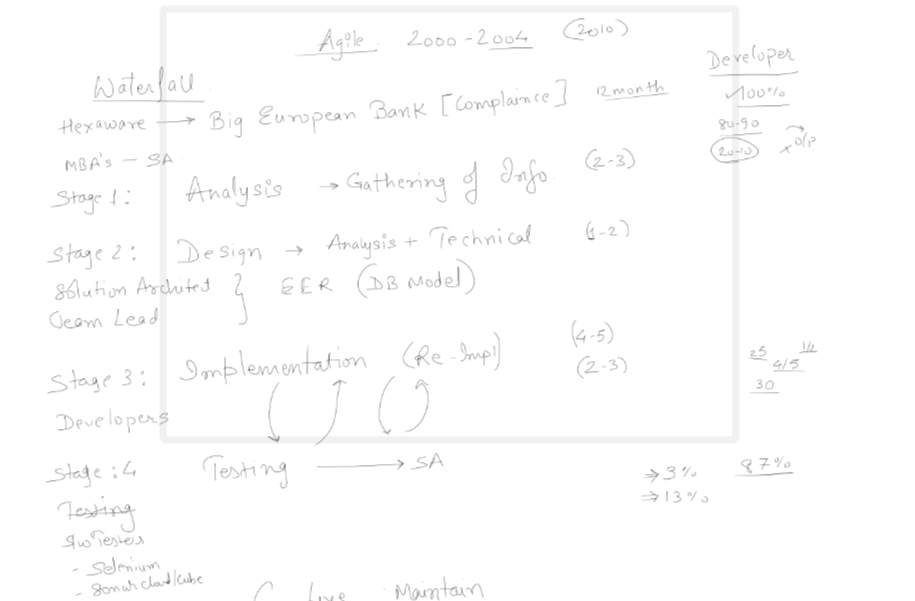 Agile 2000-2004 (2010)
Developer
Waterfall
100%
Hexaware → Big European Bank [Complaince] 12 month
80-90
20-10 x o/p
MBA's - SA
Stage 1: Analysis → Gathering of Info. (2-3)
Stage 2: Design → Analysis + Technical (1-2)
Solution Architect } EER (DB Model)
Team Lead
(4-5)
Stage 3: Implementation (Re-Impl) (2-3)
25 4/5 1/2
30
Developers
Stage: 4 Testing → SA
⇒ 3% 87%
⇒ 13%
Testing
Testers
- Selenium
- Sonar cloud/cube
Live Maintain